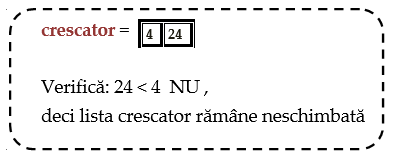 crescator = 4 24
Verifică: 24 < 4 NU ,
deci lista crescator rămâne neschimbată